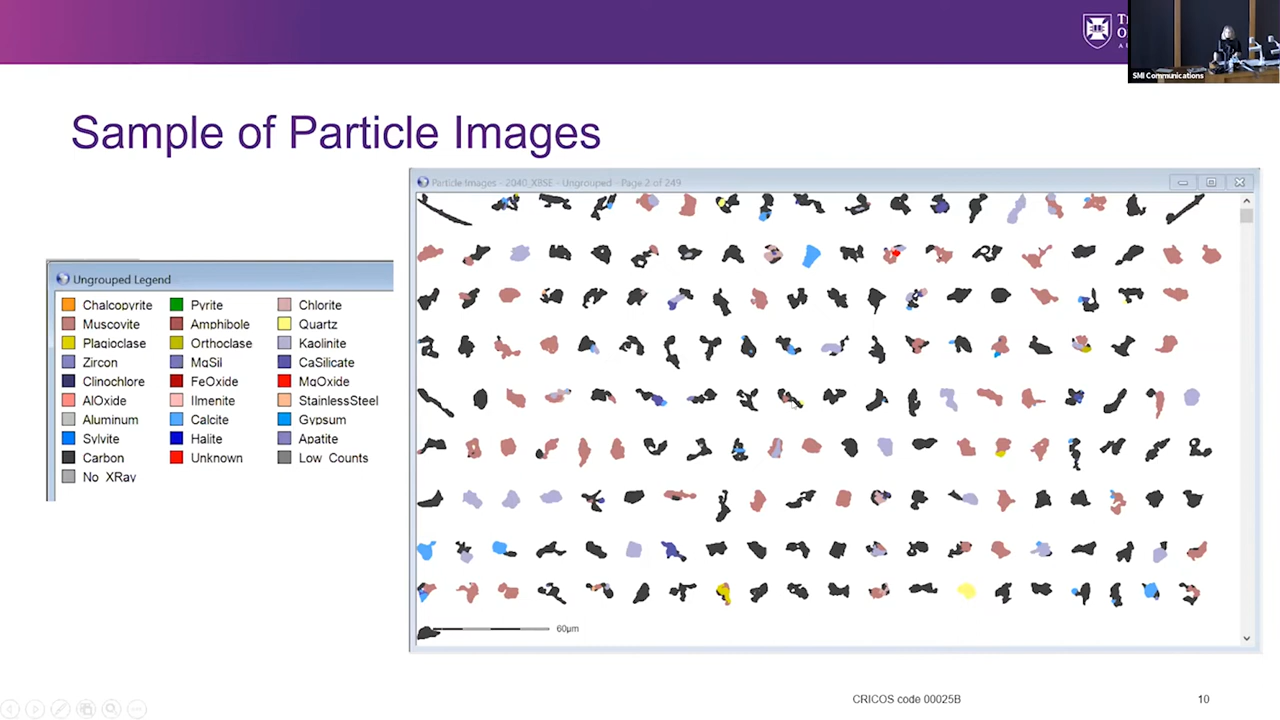 SMI Communications
Sample of Particle Images
Particle Images - 2040_XBSE - Ungrouped - Page 2 of 249
Ungrouped Legend
Chalcopyrite Pyrite Chlorite
Muscovite Amphibole Quartz
Plagioclase Orthoclase Kaolinite
Zircon MgSil CaSilicate
Clinochlore FeOxide MgOxide
AlOxide Ilmenite StainlessSteel
Aluminum Calcite Gypsum
Sylvite Halite Apatite
Carbon Unknown Low Counts
No XRay
60µm
CRICOS code 00025B
10